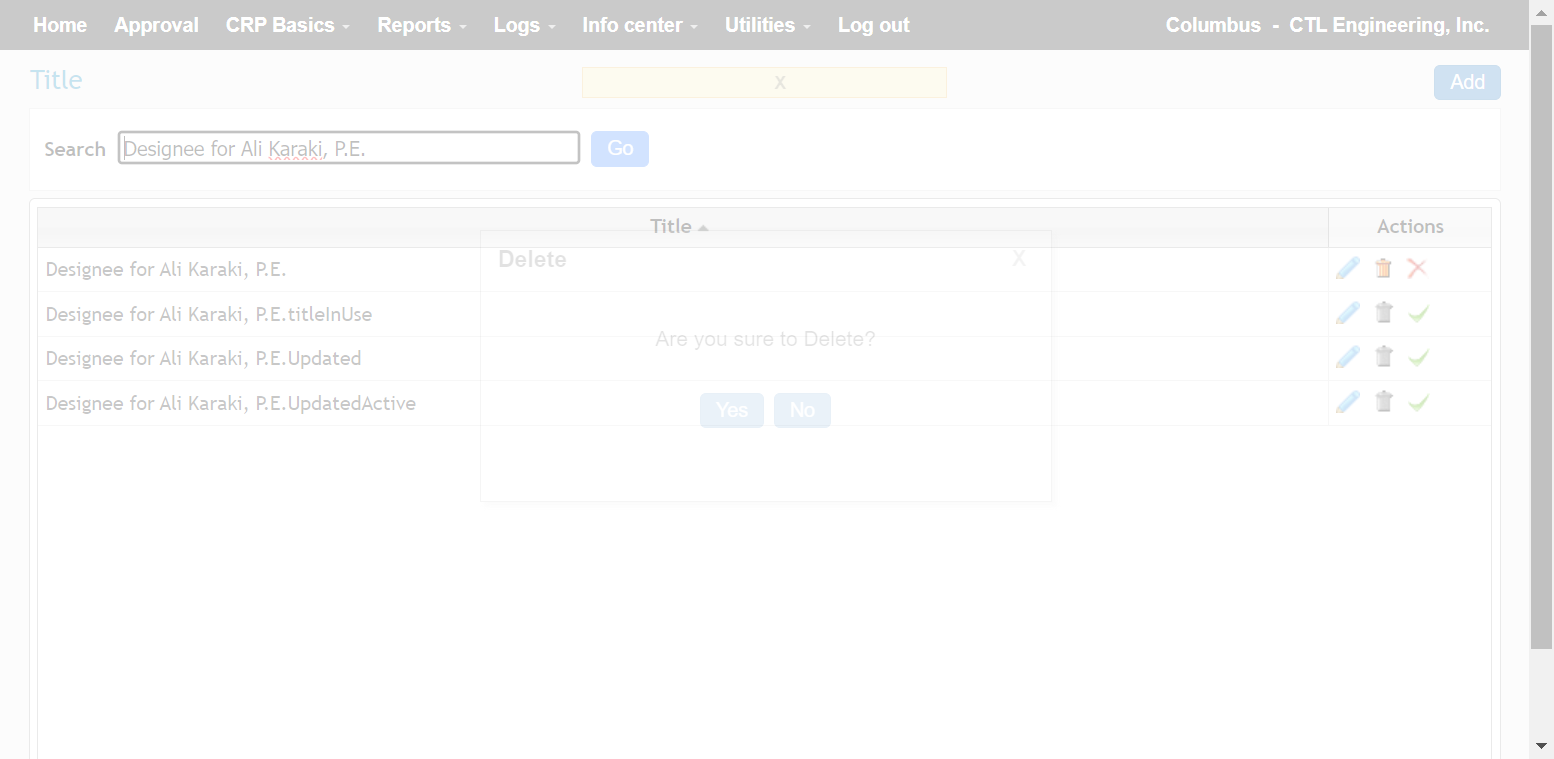 Home Approval CRP Basics Reports Logs Info center Utilities Log out Columbus - CTL Engineering, Inc.
Title X Add
Search Designee for Ali Karaki, P.E. Go
Title Actions
Delete X
Designee for Ali Karaki, P.E.
Designee for Ali Karaki, P.E.titleInUse
Are you sure to Delete?
Designee for Ali Karaki, P.E.Updated
Designee for Ali Karaki, P.E.UpdatedActive
Yes No